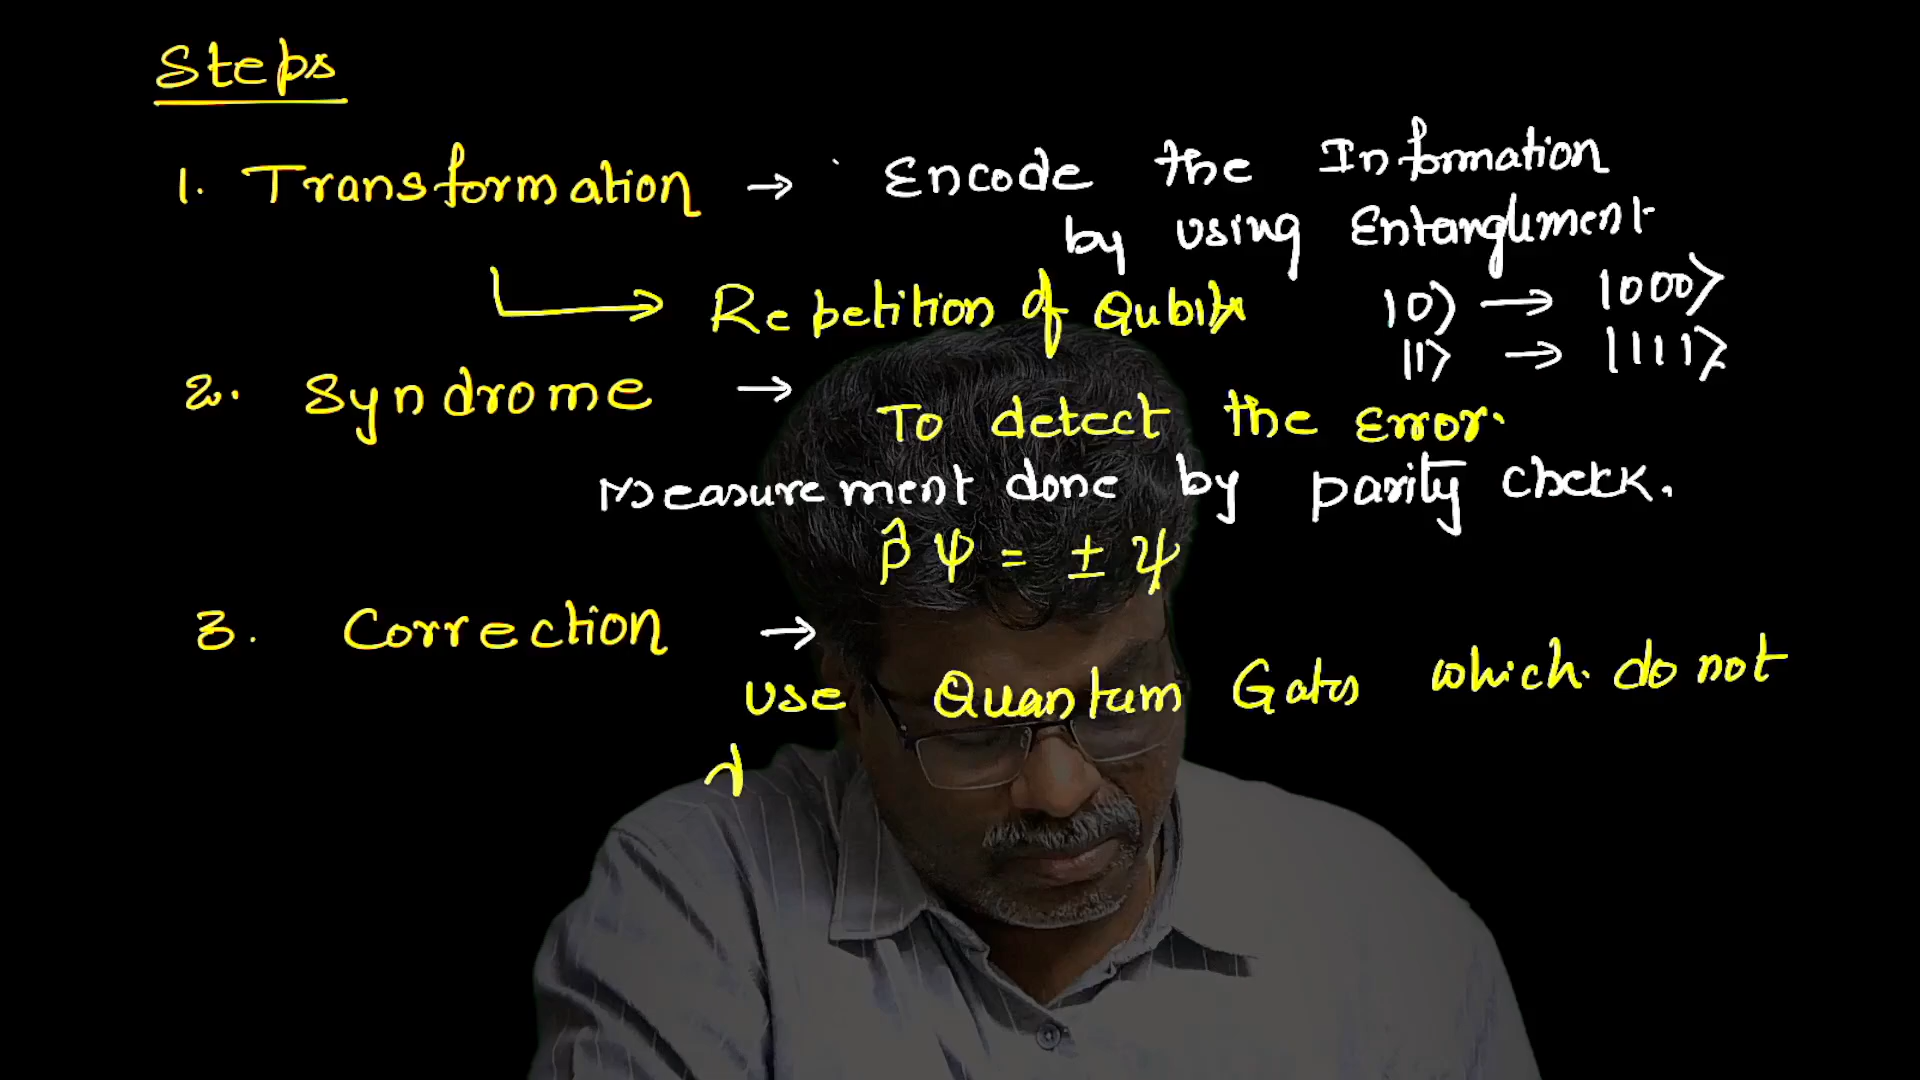 Steps
1. Transformation → Encode the Information
by using Entanglement
Repetition of Qubits |0⟩ → |000⟩
|1⟩ → |111⟩
2. Syndrome →
To detect the Error.
Measurement done by parity check.
p̂ ψ = ± ψ
3. Correction →
use Quantum Gates which do not